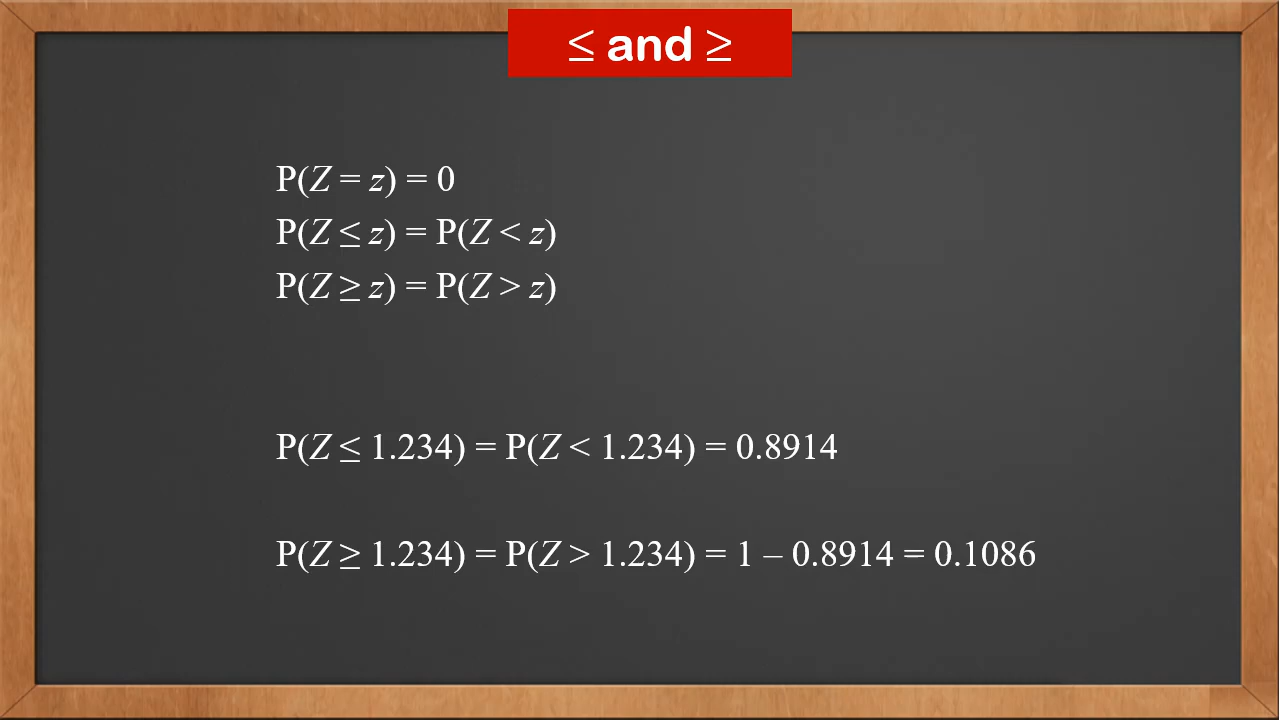 ≤ and ≥
P(Z = z) = 0
P(Z ≤ z) = P(Z < z)
P(Z ≥ z) = P(Z > z)
P(Z ≤ 1.234) = P(Z < 1.234) = 0.8914
P(Z ≥ 1.234) = P(Z > 1.234) = 1 – 0.8914 = 0.1086